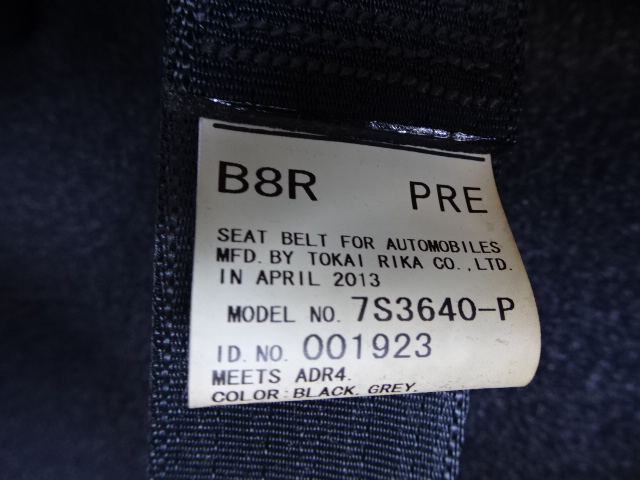 B8R PRE
SEAT BELT FOR AUTOMOBILES
MFD. BY TOKAI RIKA CO.,LTD.
IN APRIL 2013
MODEL NO. 7S3640-P
ID.NO. 001923
MEETS ADR4.
COLOR:BLACK. GREY.